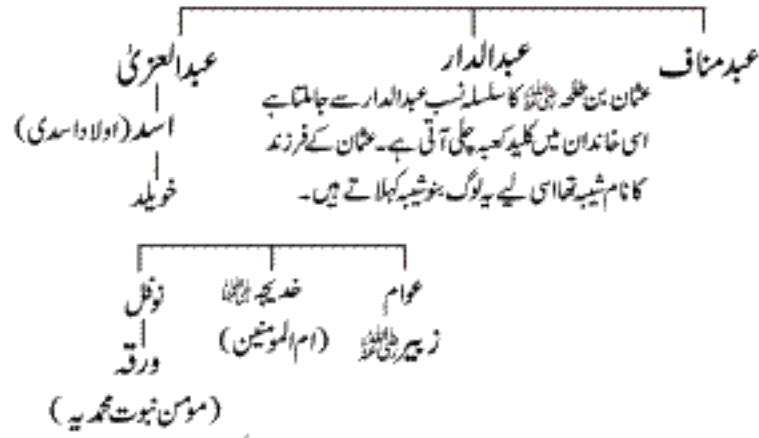 عبدمناف عبدالدار عبدالعزیٰ
عثمان بن طلحہ رضی اللہ عنہ کا سلسلہ نسب عبدالدار سے جا ملتا ہے
اسد (اولاد اسدی)
اسی خاندان میں کلید کعبہ چلی آتی ہے۔ عثمان کے فرزند
خویلد
کا نام شیبہ تھا اسی لیے یہ لوگ بنو شیبہ کہلاتے ہیں۔
عوام خدیجہ رضی اللہ عنہا نوفل
زبیر رضی اللہ عنہ (ام المومنین) ورقہ
(مومن نبوت محمدیہ)